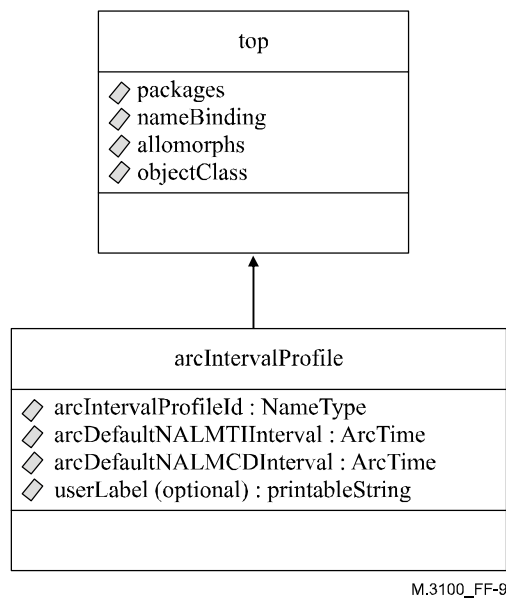 top
packages
nameBinding
allomorphs
objectClass
arcIntervalProfile
arcIntervalProfileId : NameType
arcDefaultNALMTIInterval : ArcTime
arcDefaultNALMCDInterval : ArcTime
userLabel (optional) : printableString
M.3100_FF-9